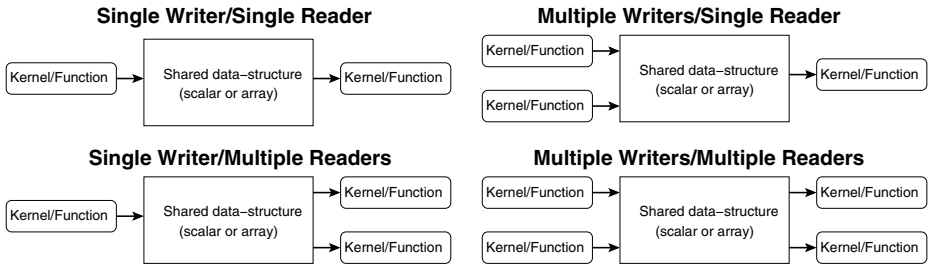 Single Writer/Single Reader
Kernel/Function
Shared data−structure
(scalar or array)
Kernel/Function
Multiple Writers/Single Reader
Kernel/Function
Kernel/Function
Shared data−structure
(scalar or array)
Kernel/Function
Single Writer/Multiple Readers
Kernel/Function
Shared data−structure
(scalar or array)
Kernel/Function
Kernel/Function
Multiple Writers/Multiple Readers
Kernel/Function
Kernel/Function
Shared data−structure
(scalar or array)
Kernel/Function
Kernel/Function